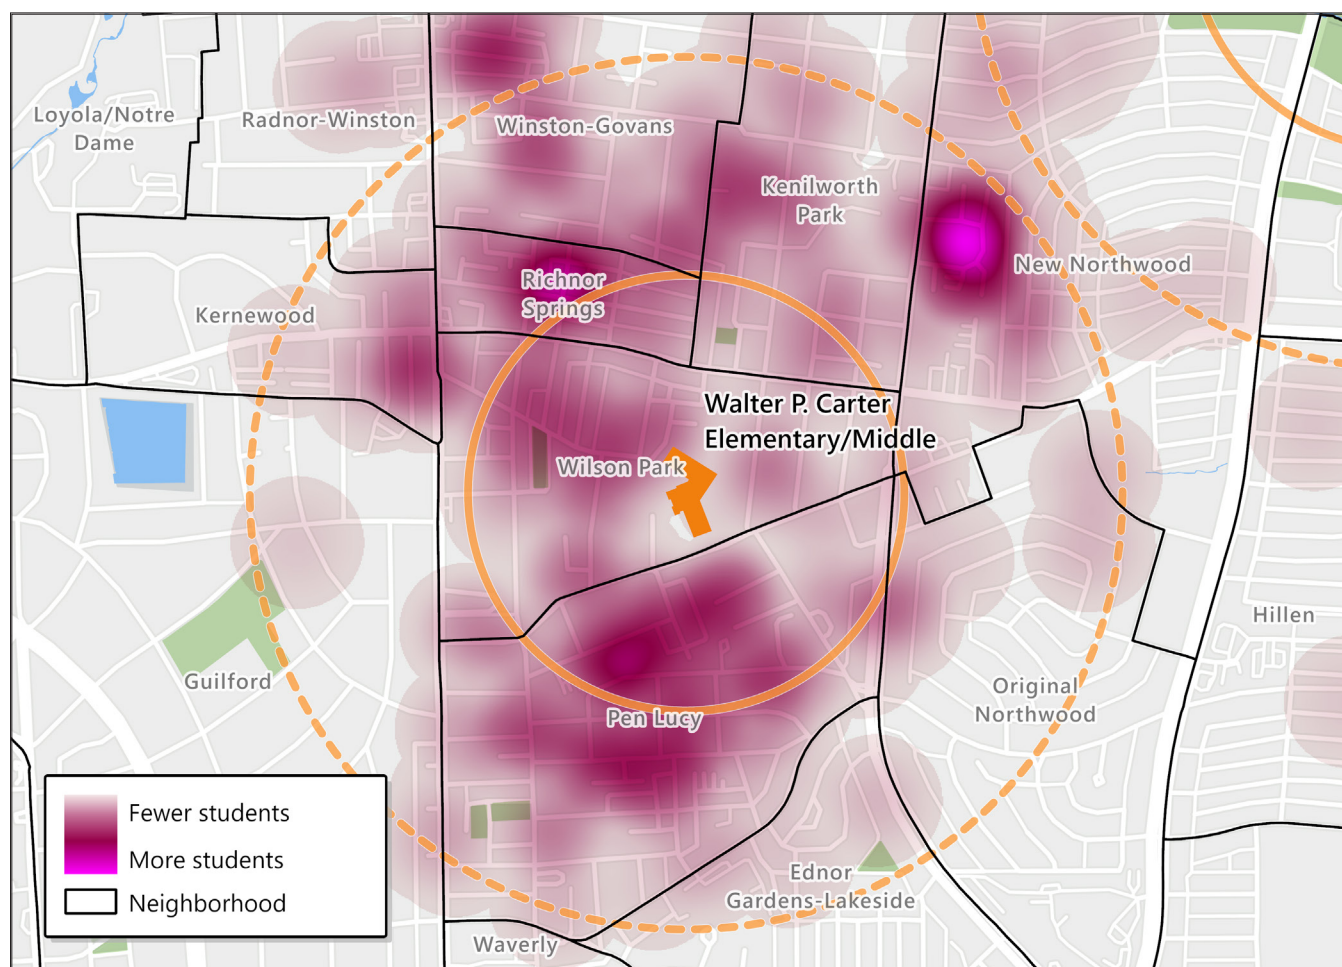 Loyola/Notre
Dame
Radnor-Winston
Winston-Govans
Kenilworth
Park
New Northwood
Richnor
Springs
Kernewood
Walter P. Carter
Elementary/Middle
Wilson Park
Hillen
Guilford
Original
Northwood
Pen Lucy
Fewer students
More students
Neighborhood
Ednor
Gardens-Lakeside
Waverly